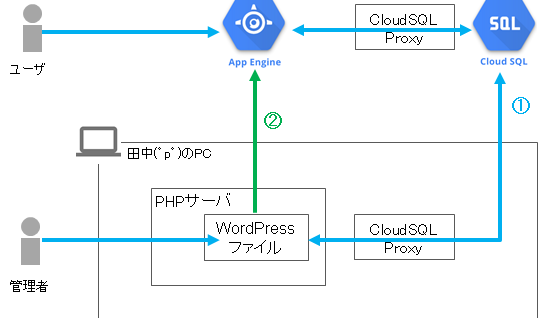 CloudSQL
Proxy
SQL
ユーザ
App Engine
Cloud SQL
①
②
田中(ﾟpﾟ)のPC
PHPサーバ
WordPress
ファイル
CloudSQL
Proxy
管理者